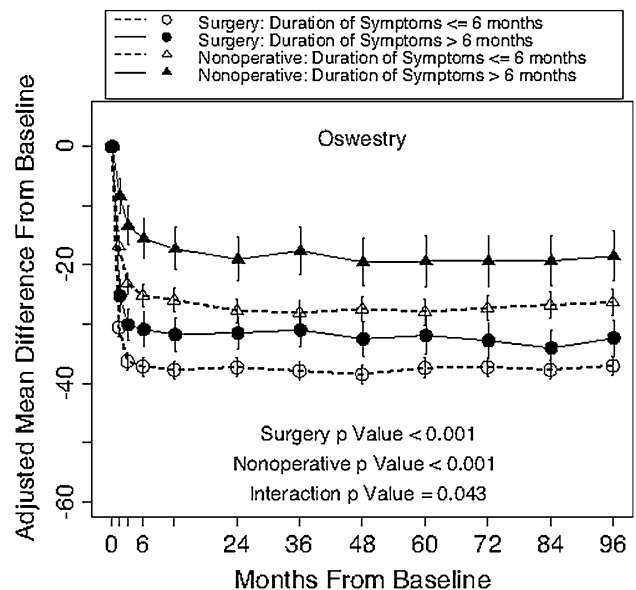 Surgery: Duration of Symptoms <= 6 months
Surgery: Duration of Symptoms > 6 months
Nonoperative: Duration of Symptoms <= 6 months
Nonoperative: Duration of Symptoms > 6 months
Oswestry
Adjusted Mean Difference From Baseline
0
-20
-40
-60
Surgery p Value < 0.001
Nonoperative p Value < 0.001
Interaction p Value = 0.043
0 6 24 36 48 60 72 84 96
Months From Baseline